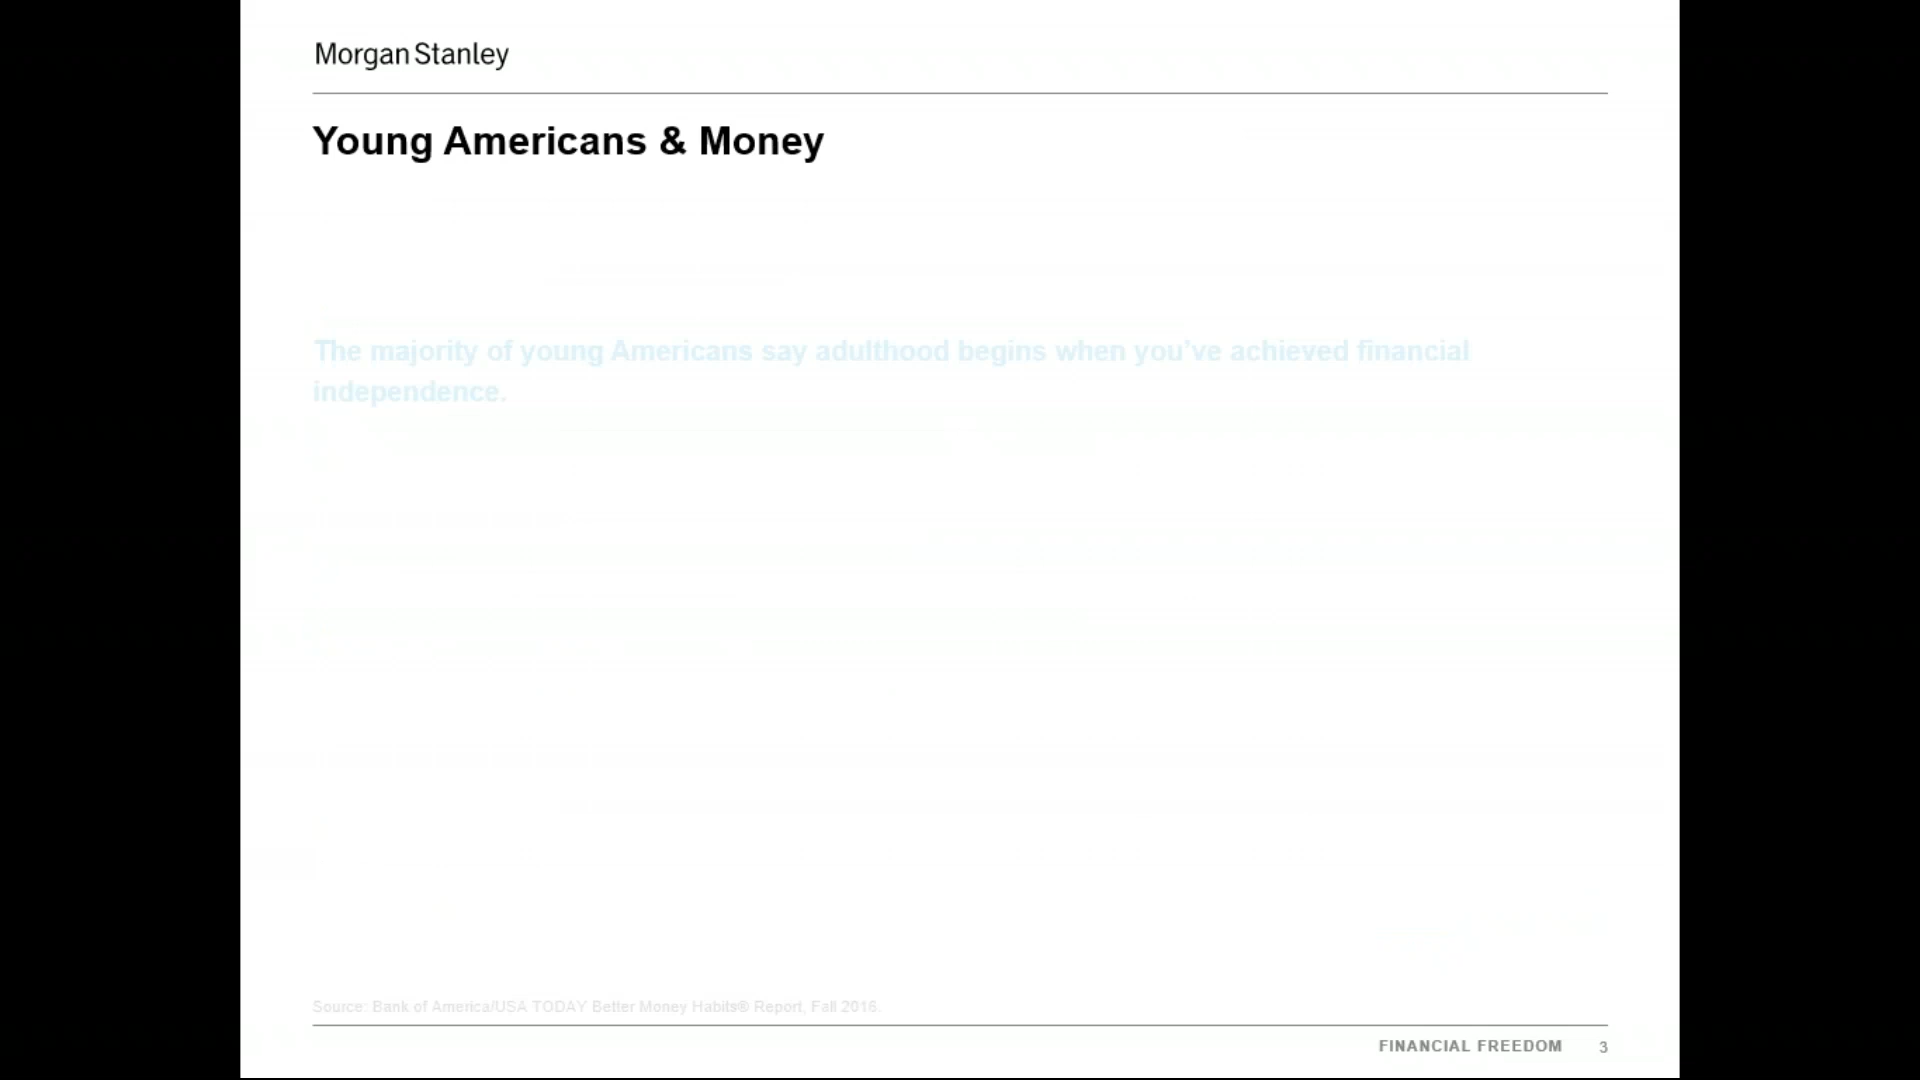 Morgan Stanley
Young Americans & Money
The majority of young Americans say adulthood begins when you've achieved financial
independence.
Source: Bank of America/USA TODAY Better Money Habits® Report, Fall 2016.
FINANCIAL FREEDOM 3